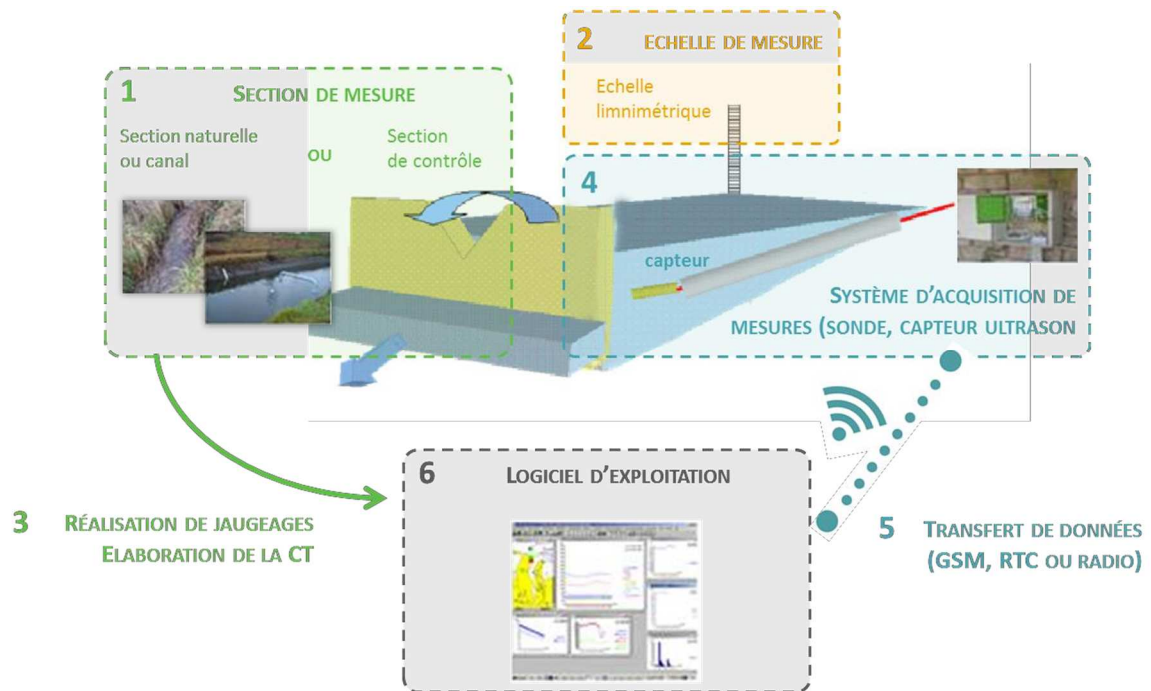 1 SECTION DE MESURE
Section naturelle
ou canal
OU
Section
de contrôle
2 ECHELLE DE MESURE
Echelle
limnimétrique
4
capteur
SYSTÈME D'ACQUISITION DE
MESURES (SONDE, CAPTEUR ULTRASON
3 RÉALISATION DE JAUGEAGES
ELABORATION DE LA CT
5 TRANSFERT DE DONNÉES
(GSM, RTC OU RADIO)
6 LOGICIEL D'EXPLOITATION